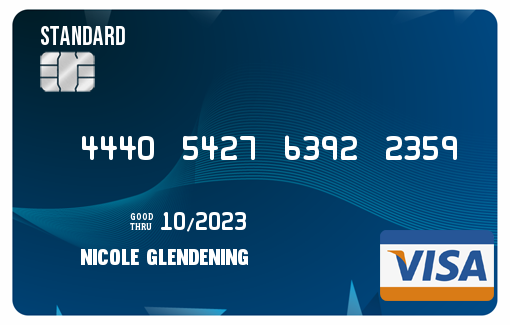 STANDARD
4440 5427 6392 2359
GOOD THRU 10/2023
NICOLE GLENDENING
VISA